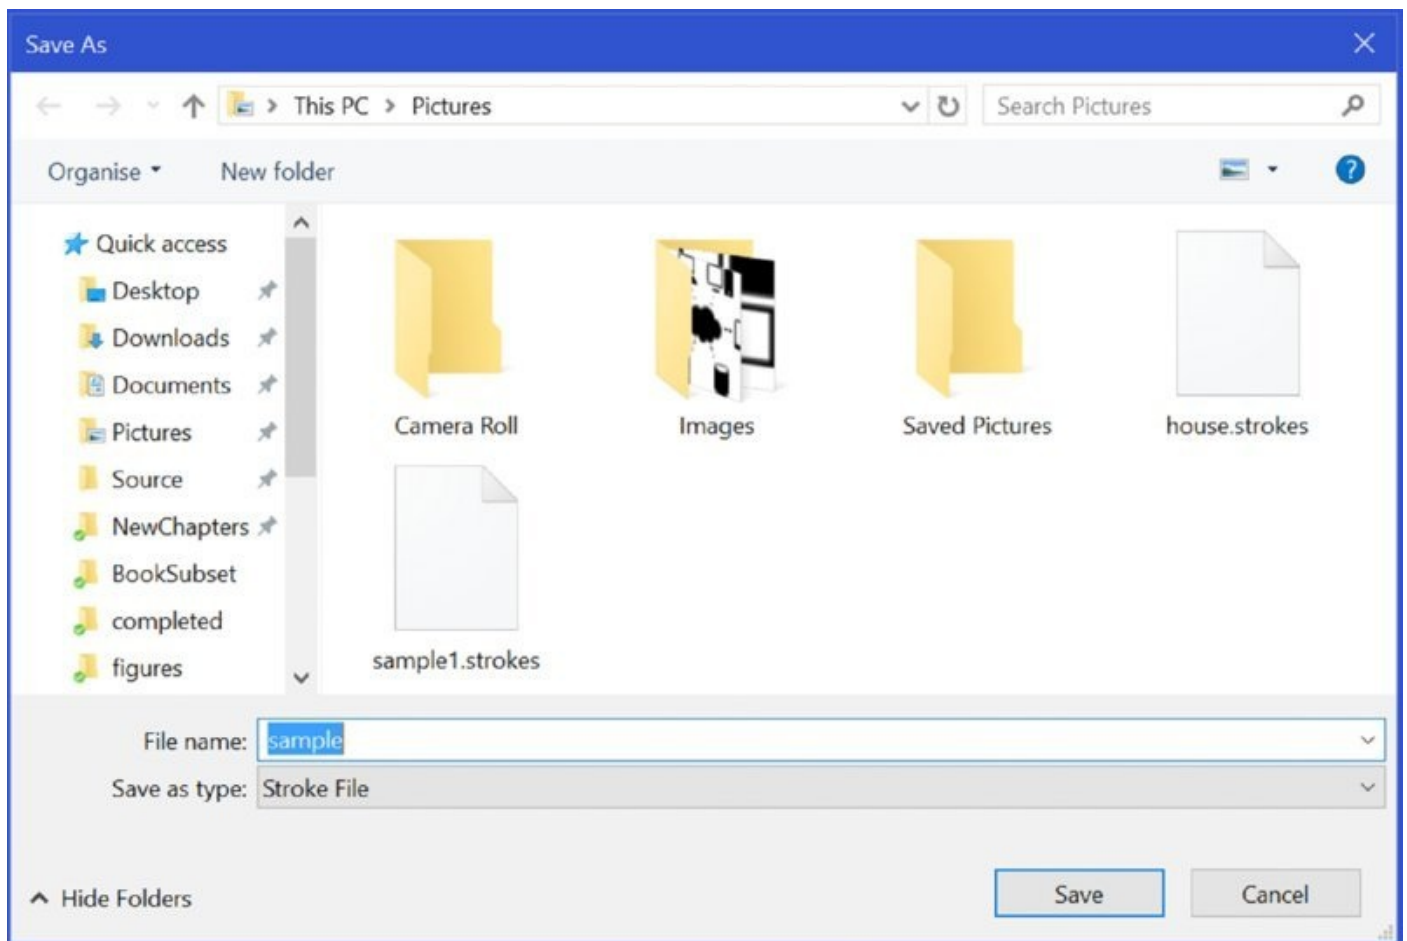 Save As
This PC > Pictures
Search Pictures
Organise
New folder
Quick access
Desktop
Downloads
Documents
Pictures
Source
NewChapters
BookSubset
completed
figures
Camera Roll
Images
Saved Pictures
house.strokes
sample1.strokes
File name: sample
Save as type: Stroke File
Hide Folders
Save
Cancel